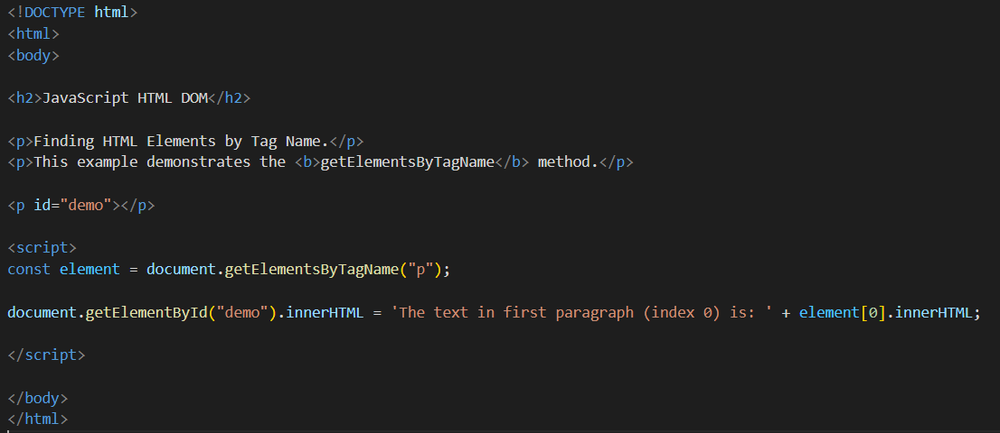 <!DOCTYPE html>
<html>
<body>
<h2>JavaScript HTML DOM</h2>
<p>Finding HTML Elements by Tag Name.</p>
<p>This example demonstrates the <b>getElementsByTagName</b> method.</p>
<p id="demo"></p>
<script>
const element = document.getElementsByTagName("p");
document.getElementById("demo").innerHTML = 'The text in first paragraph (index 0) is: ' + element[0].innerHTML;
</script>
</body>
</html>